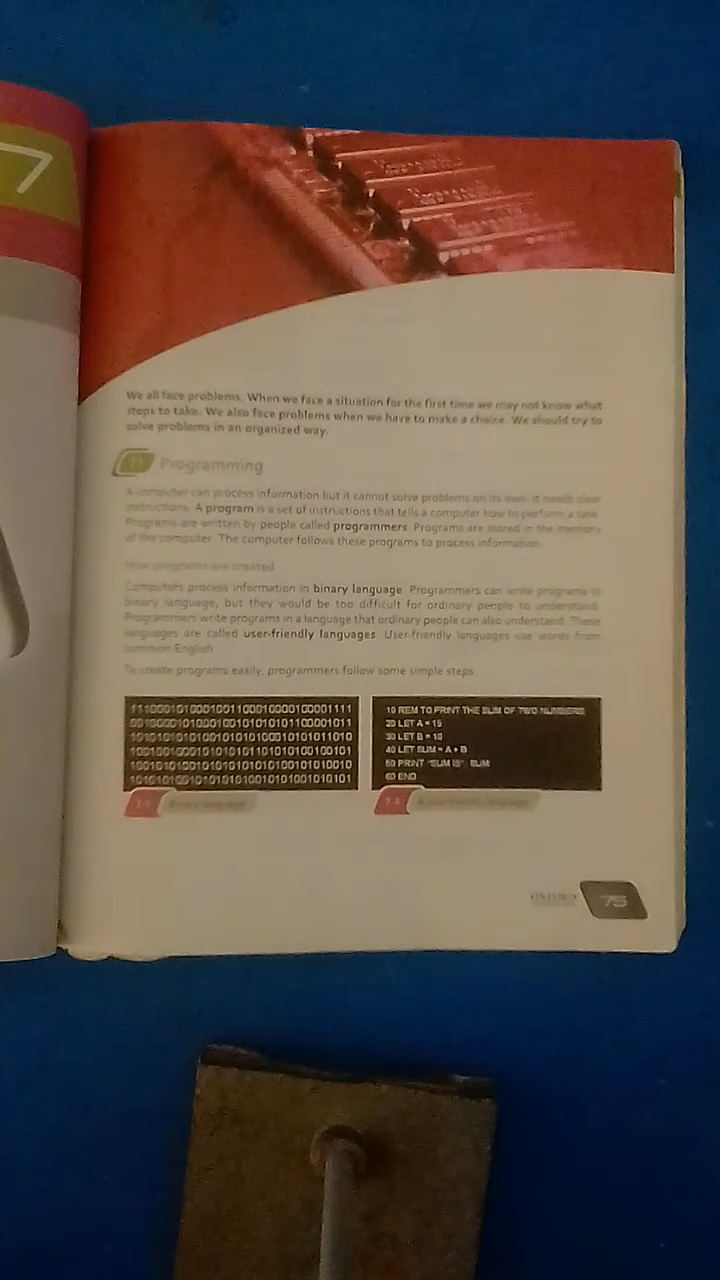 7
We all face problems. When we face a situation for the first time we may not know what
steps to take. We also face problems when we have to make a choice. We should try to
solve problems in an organized way.
7.1 Programming
A computer can process information but it cannot solve problems on its own. It needs clear
instructions. A program is a set of instructions that tells a computer how to perform a task.
Programs are written by people called programmers. Programs are stored in the memory
of the computer. The computer follows these programs to process information.
How programs are created
Computers process information in binary language. Programmers can write programs in
binary language, but they would be too difficult for ordinary people to understand.
Programmers write programs in a language that ordinary people can also understand. These
languages are called user-friendly languages. User-friendly languages use words from
common English.
To create programs easily, programmers follow some simple steps.
10 REM TO PRINT THE SUM OF TWO NUMBERS
20 LET A = 15
30 LET B = 10
40 LET SUM = A + B
50 PRINT "SUM IS": SUM
60 END
Binary language
A user-friendly language
OXFORD
75